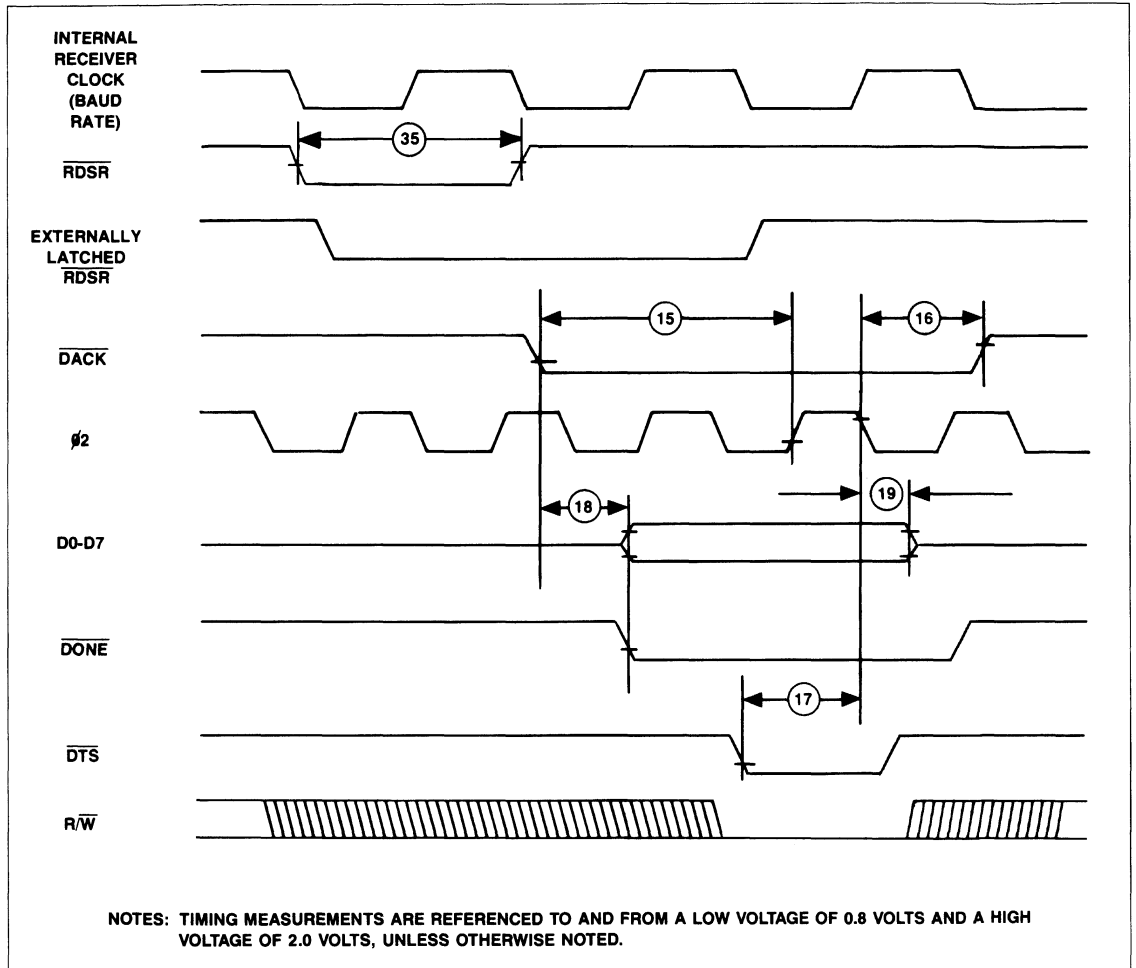 INTERNAL
RECEIVER
CLOCK
(BAUD
RATE)
35
RDSR
EXTERNALLY
LATCHED
RDSR
15
16
DACK
ø2
18
19
D0-D7
DONE
17
DTS
R/W
NOTES: TIMING MEASUREMENTS ARE REFERENCED TO AND FROM A LOW VOLTAGE OF 0.8 VOLTS AND A HIGH
VOLTAGE OF 2.0 VOLTS, UNLESS OTHERWISE NOTED.